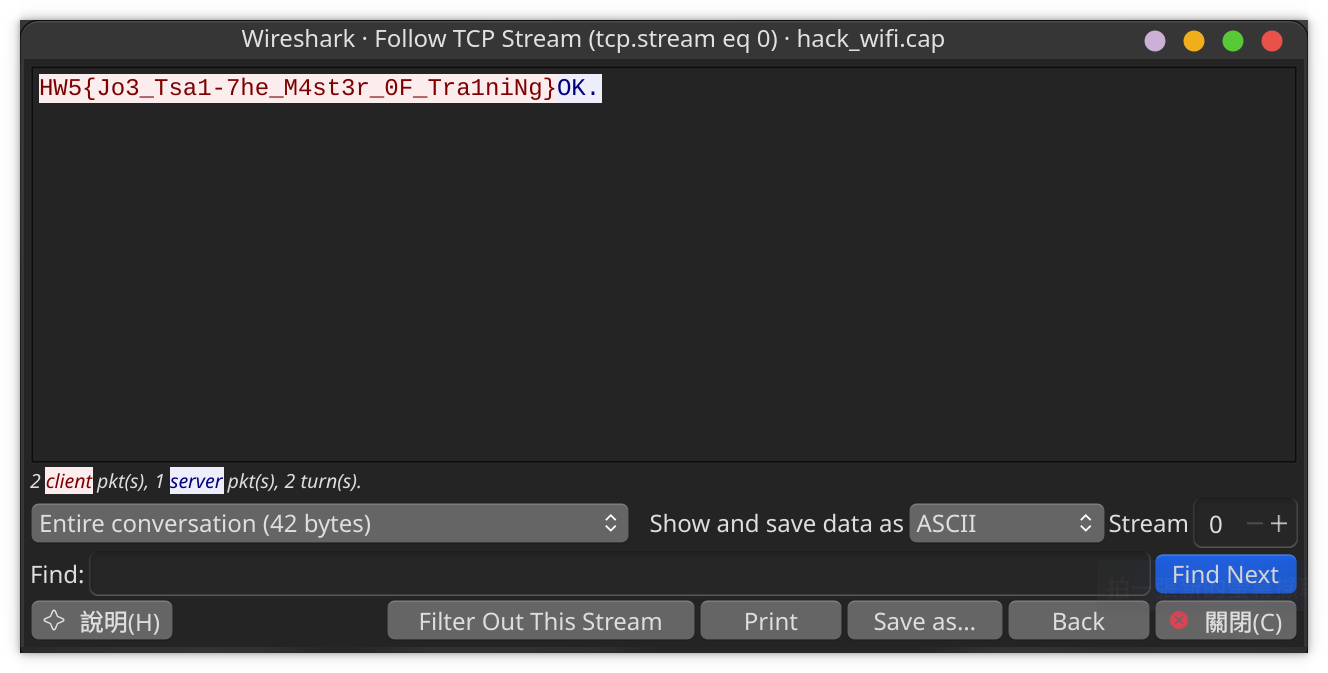 Wireshark · Follow TCP Stream (tcp.stream eq 0) · hack_wifi.cap
HW5{Jo3_Tsa1-7he_M4st3r_0F_Tra1niNg}OK.
2 client pkt(s), 1 server pkt(s), 2 turn(s).
Entire conversation (42 bytes) Show and save data as ASCII Stream 0
Find: Find Next
說明(H) Filter Out This Stream Print Save as… Back 關閉(C)